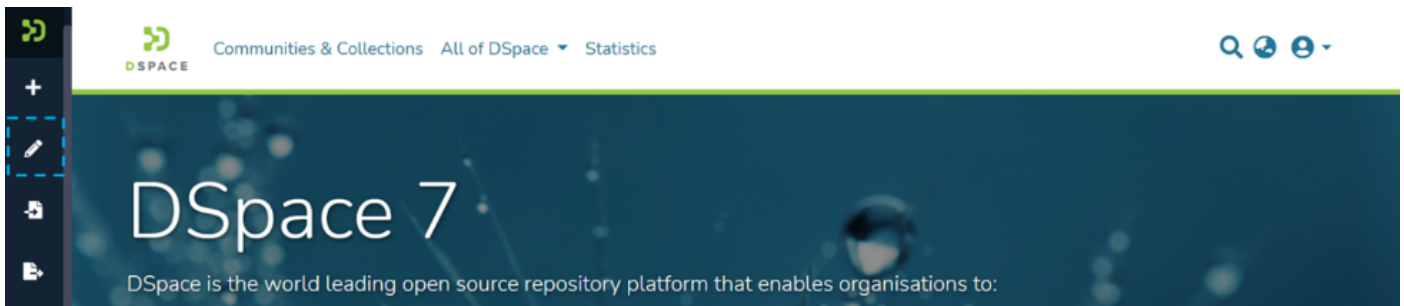 DSPACE
Communities & Collections All of DSpace Statistics
DSpace 7
DSpace is the world leading open source repository platform that enables organisations to: